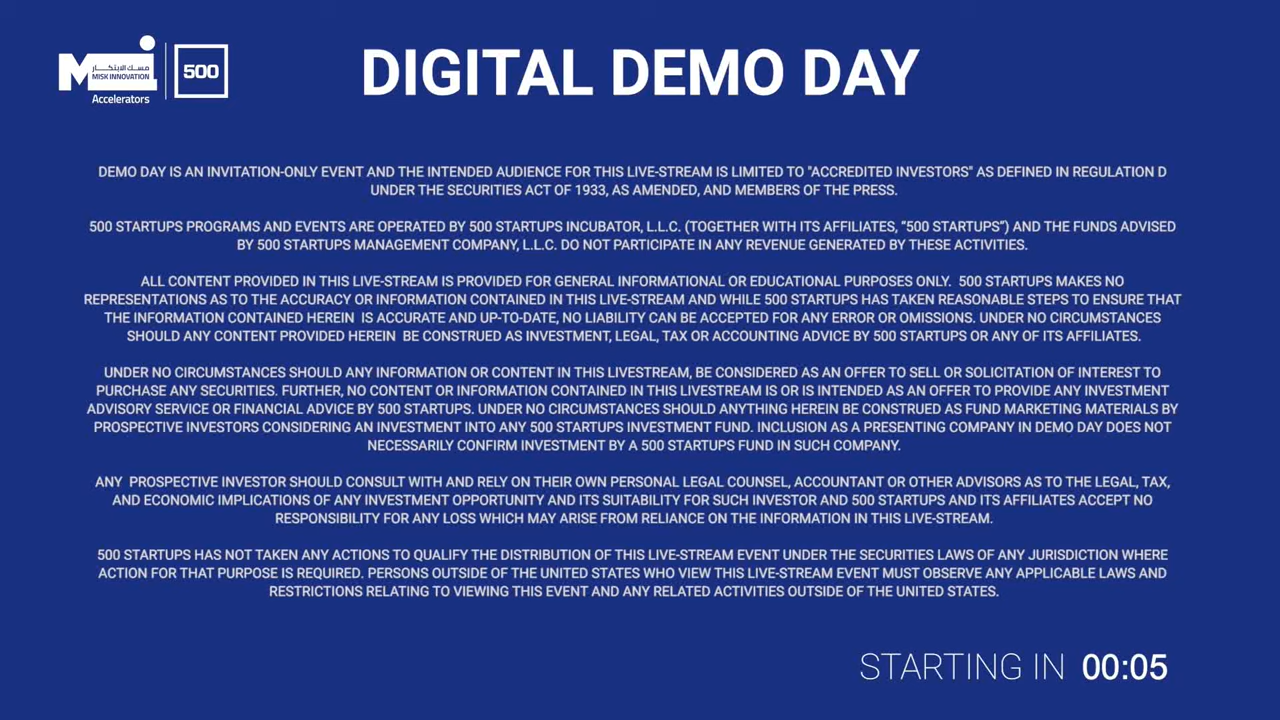 مسك الابتكار
MISK INNOVATION
Accelerators
500
DIGITAL DEMO DAY
DEMO DAY IS AN INVITATION-ONLY EVENT AND THE INTENDED AUDIENCE FOR THIS LIVE-STREAM IS LIMITED TO "ACCREDITED INVESTORS" AS DEFINED IN REGULATION D
UNDER THE SECURITIES ACT OF 1933, AS AMENDED, AND MEMBERS OF THE PRESS.
500 STARTUPS PROGRAMS AND EVENTS ARE OPERATED BY 500 STARTUPS INCUBATOR, L.L.C. (TOGETHER WITH ITS AFFILIATES, “500 STARTUPS”) AND THE FUNDS ADVISED
BY 500 STARTUPS MANAGEMENT COMPANY, L.L.C. DO NOT PARTICIPATE IN ANY REVENUE GENERATED BY THESE ACTIVITIES.
ALL CONTENT PROVIDED IN THIS LIVE-STREAM IS PROVIDED FOR GENERAL INFORMATIONAL OR EDUCATIONAL PURPOSES ONLY.  500 STARTUPS MAKES NO
REPRESENTATIONS AS TO THE ACCURACY OR INFORMATION CONTAINED IN THIS LIVE-STREAM AND WHILE 500 STARTUPS HAS TAKEN REASONABLE STEPS TO ENSURE THAT
THE INFORMATION CONTAINED HEREIN  IS ACCURATE AND UP-TO-DATE, NO LIABILITY CAN BE ACCEPTED FOR ANY ERROR OR OMISSIONS. UNDER NO CIRCUMSTANCES
SHOULD ANY CONTENT PROVIDED HEREIN  BE CONSTRUED AS INVESTMENT, LEGAL, TAX OR ACCOUNTING ADVICE BY 500 STARTUPS OR ANY OF ITS AFFILIATES.
UNDER NO CIRCUMSTANCES SHOULD ANY INFORMATION OR CONTENT IN THIS LIVESTREAM, BE CONSIDERED AS AN OFFER TO SELL OR SOLICITATION OF INTEREST TO
PURCHASE ANY SECURITIES. FURTHER, NO CONTENT OR INFORMATION CONTAINED IN THIS LIVESTREAM IS OR IS INTENDED AS AN OFFER TO PROVIDE ANY INVESTMENT
ADVISORY SERVICE OR FINANCIAL ADVICE BY 500 STARTUPS. UNDER NO CIRCUMSTANCES SHOULD ANYTHING HEREIN BE CONSTRUED AS FUND MARKETING MATERIALS BY
PROSPECTIVE INVESTORS CONSIDERING AN INVESTMENT INTO ANY 500 STARTUPS INVESTMENT FUND. INCLUSION AS A PRESENTING COMPANY IN DEMO DAY DOES NOT
NECESSARILY CONFIRM INVESTMENT BY A 500 STARTUPS FUND IN SUCH COMPANY.
ANY  PROSPECTIVE INVESTOR SHOULD CONSULT WITH AND RELY ON THEIR OWN PERSONAL LEGAL COUNSEL, ACCOUNTANT OR OTHER ADVISORS AS TO THE LEGAL, TAX,
AND ECONOMIC IMPLICATIONS OF ANY INVESTMENT OPPORTUNITY AND ITS SUITABILITY FOR SUCH INVESTOR AND 500 STARTUPS AND ITS AFFILIATES ACCEPT NO
RESPONSIBILITY FOR ANY LOSS WHICH MAY ARISE FROM RELIANCE ON THE INFORMATION IN THIS LIVE-STREAM.
500 STARTUPS HAS NOT TAKEN ANY ACTIONS TO QUALIFY THE DISTRIBUTION OF THIS LIVE-STREAM EVENT UNDER THE SECURITIES LAWS OF ANY JURISDICTION WHERE
ACTION FOR THAT PURPOSE IS REQUIRED. PERSONS OUTSIDE OF THE UNITED STATES WHO VIEW THIS LIVE-STREAM EVENT MUST OBSERVE ANY APPLICABLE LAWS AND
RESTRICTIONS RELATING TO VIEWING THIS EVENT AND ANY RELATED ACTIVITIES OUTSIDE OF THE UNITED STATES.
STARTING IN 00:05